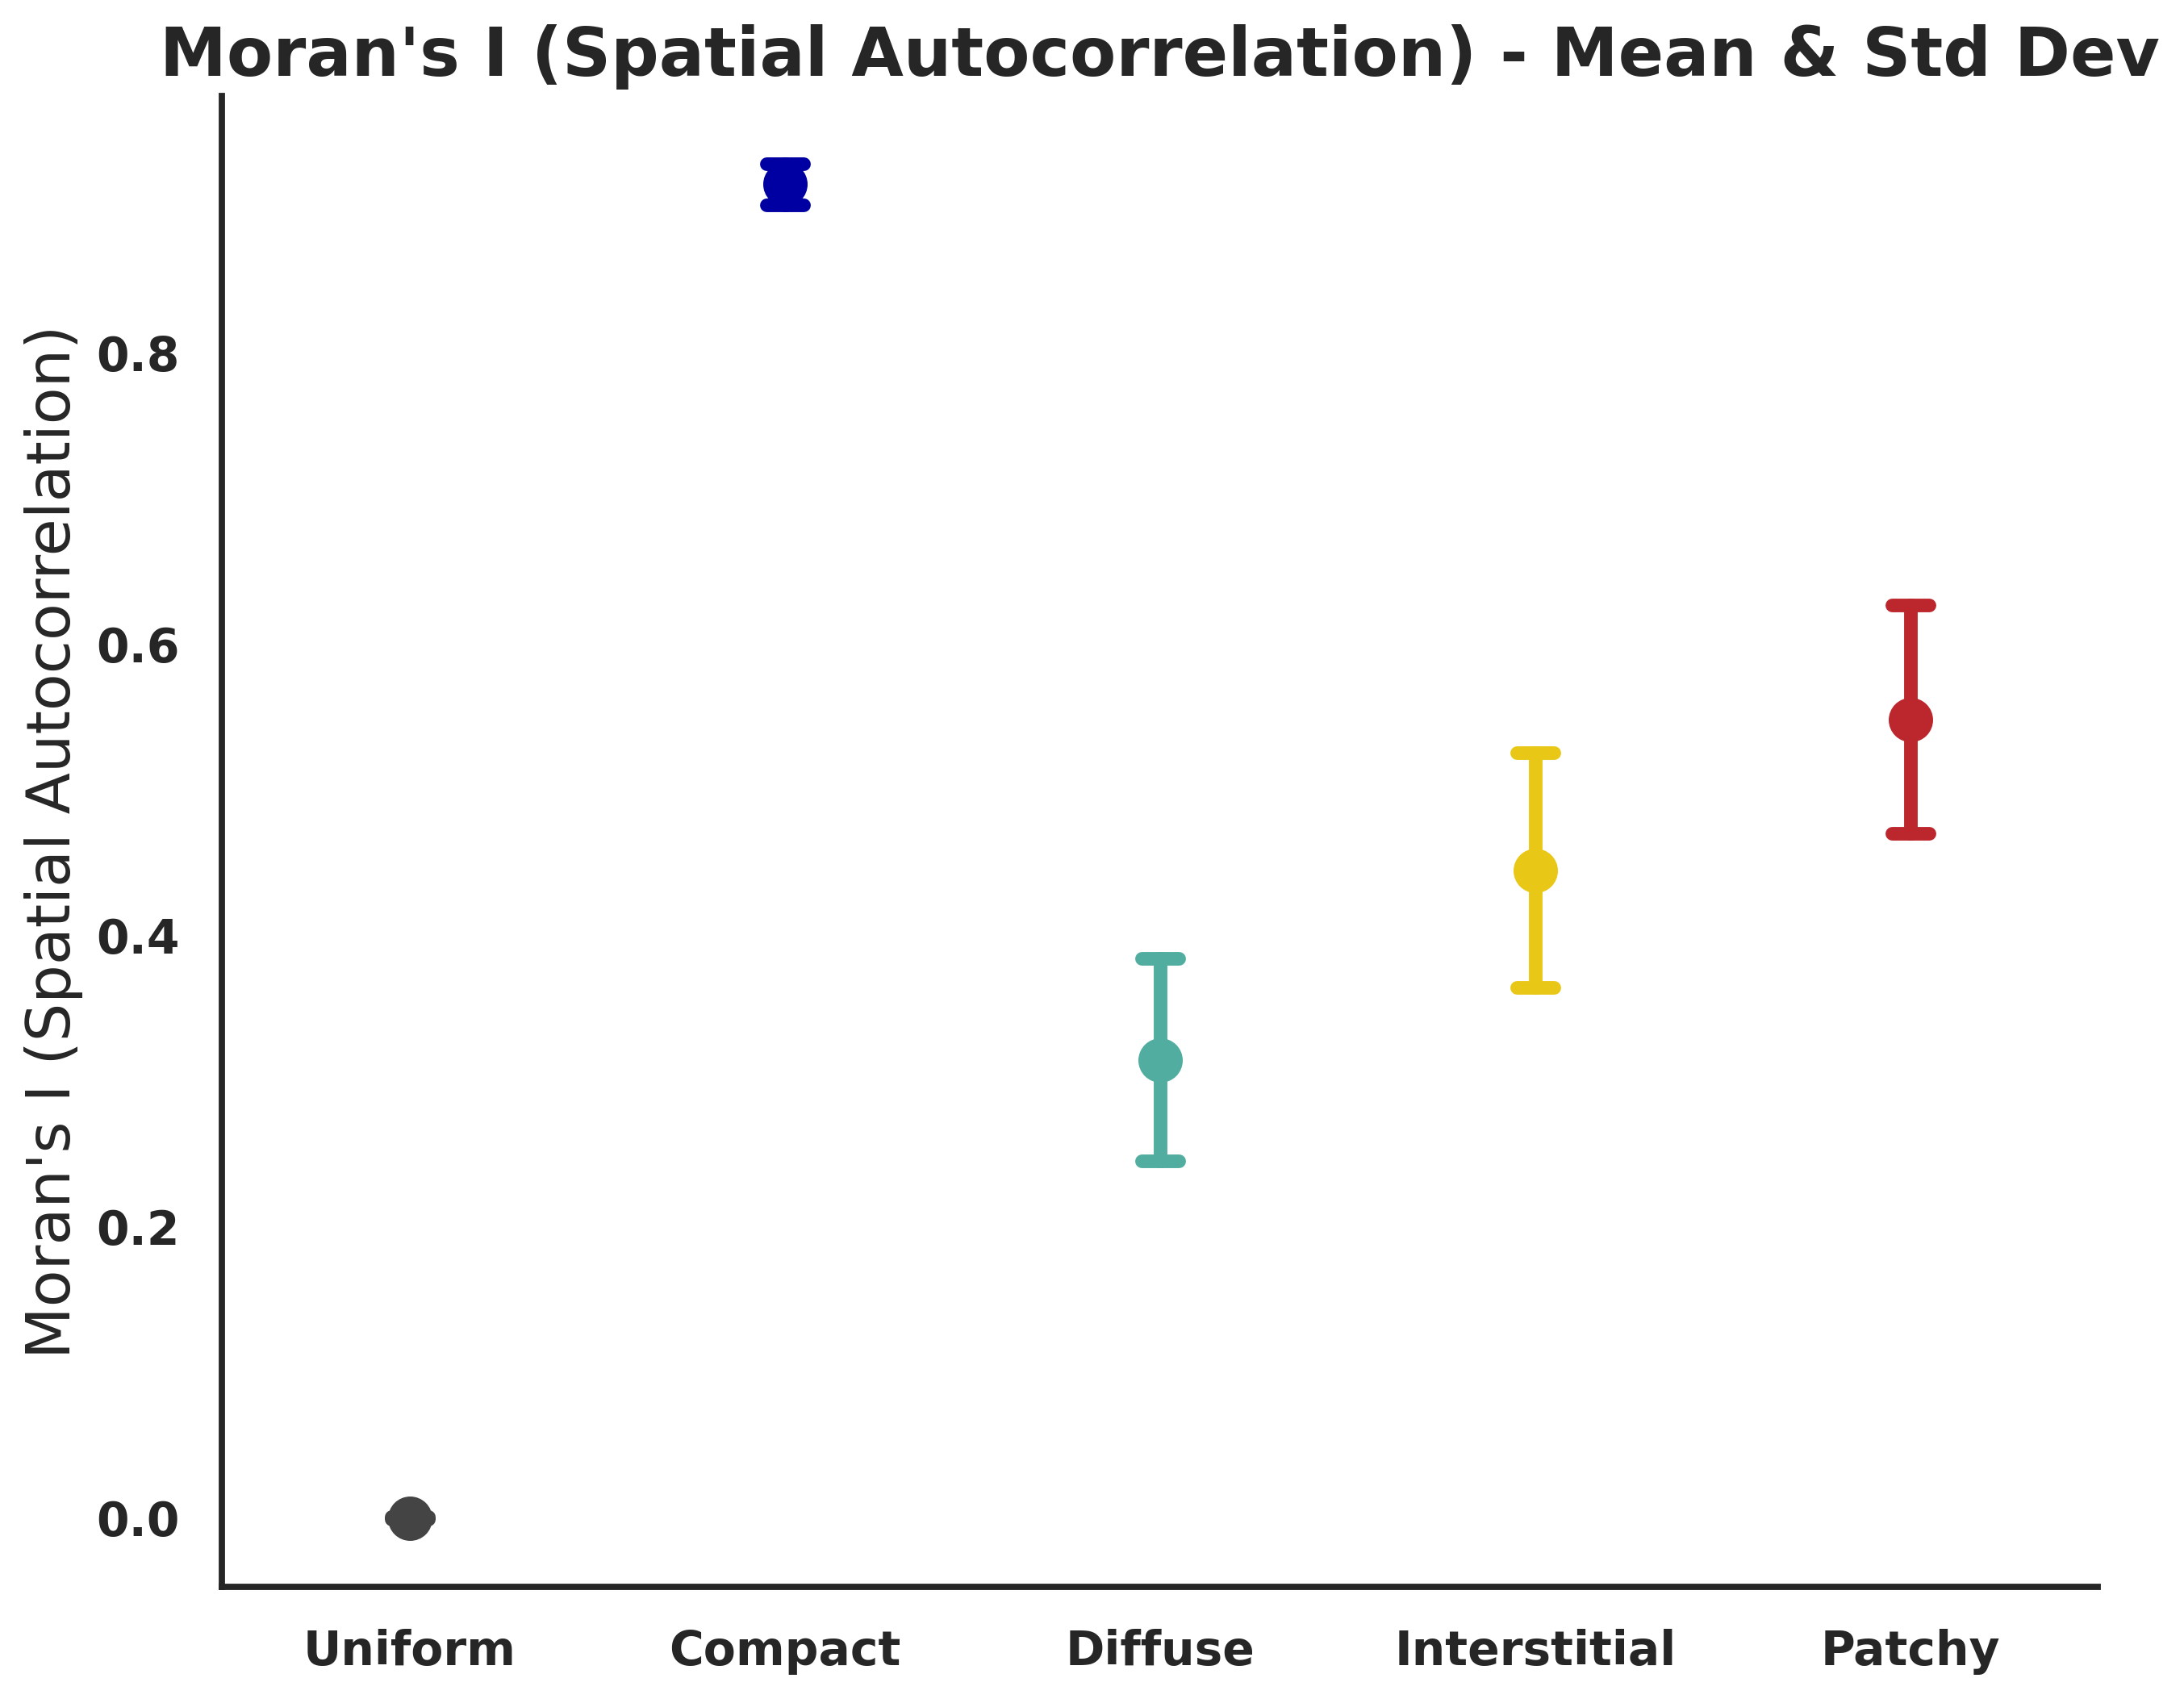 Moran's I (Spatial Autocorrelation) - Mean & Std Dev
Moran's I (Spatial Autocorrelation)
0.8
0.6
0.4
0.2
0.0
Uniform
Compact
Diffuse
Interstitial
Patchy